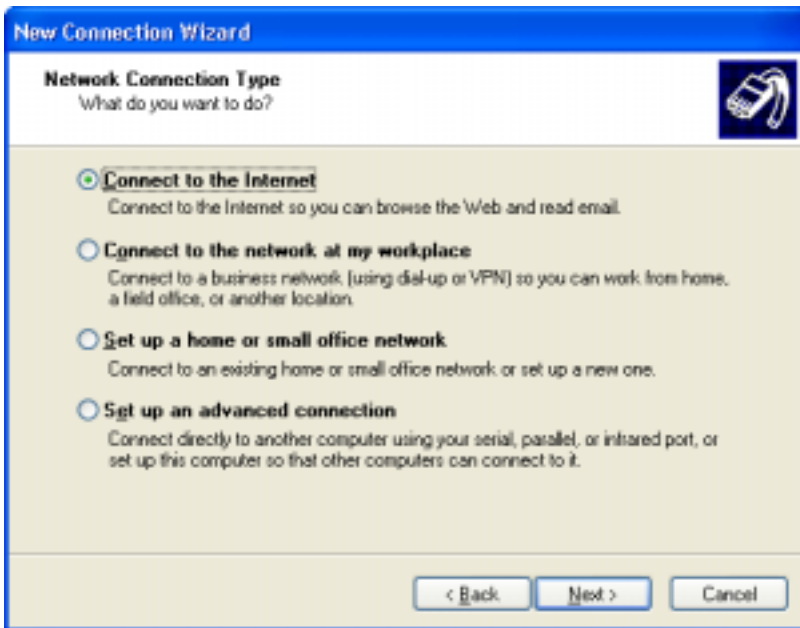 New Connection Wizard
Network Connection Type
What do you want to do?
Connect to the Internet
Connect to the Internet so you can browse the Web and read email.
Connect to the network at my workplace
Connect to a business network (using dial-up or VPN) so you can work from home,
a field office, or another location.
Set up a home or small office network
Connect to an existing home or small office network or set up a new one.
Set up an advanced connection
Connect directly to another computer using your serial, parallel, or infrared port, or
set up this computer so that other computers can connect to it.
< Back
Next >
Cancel